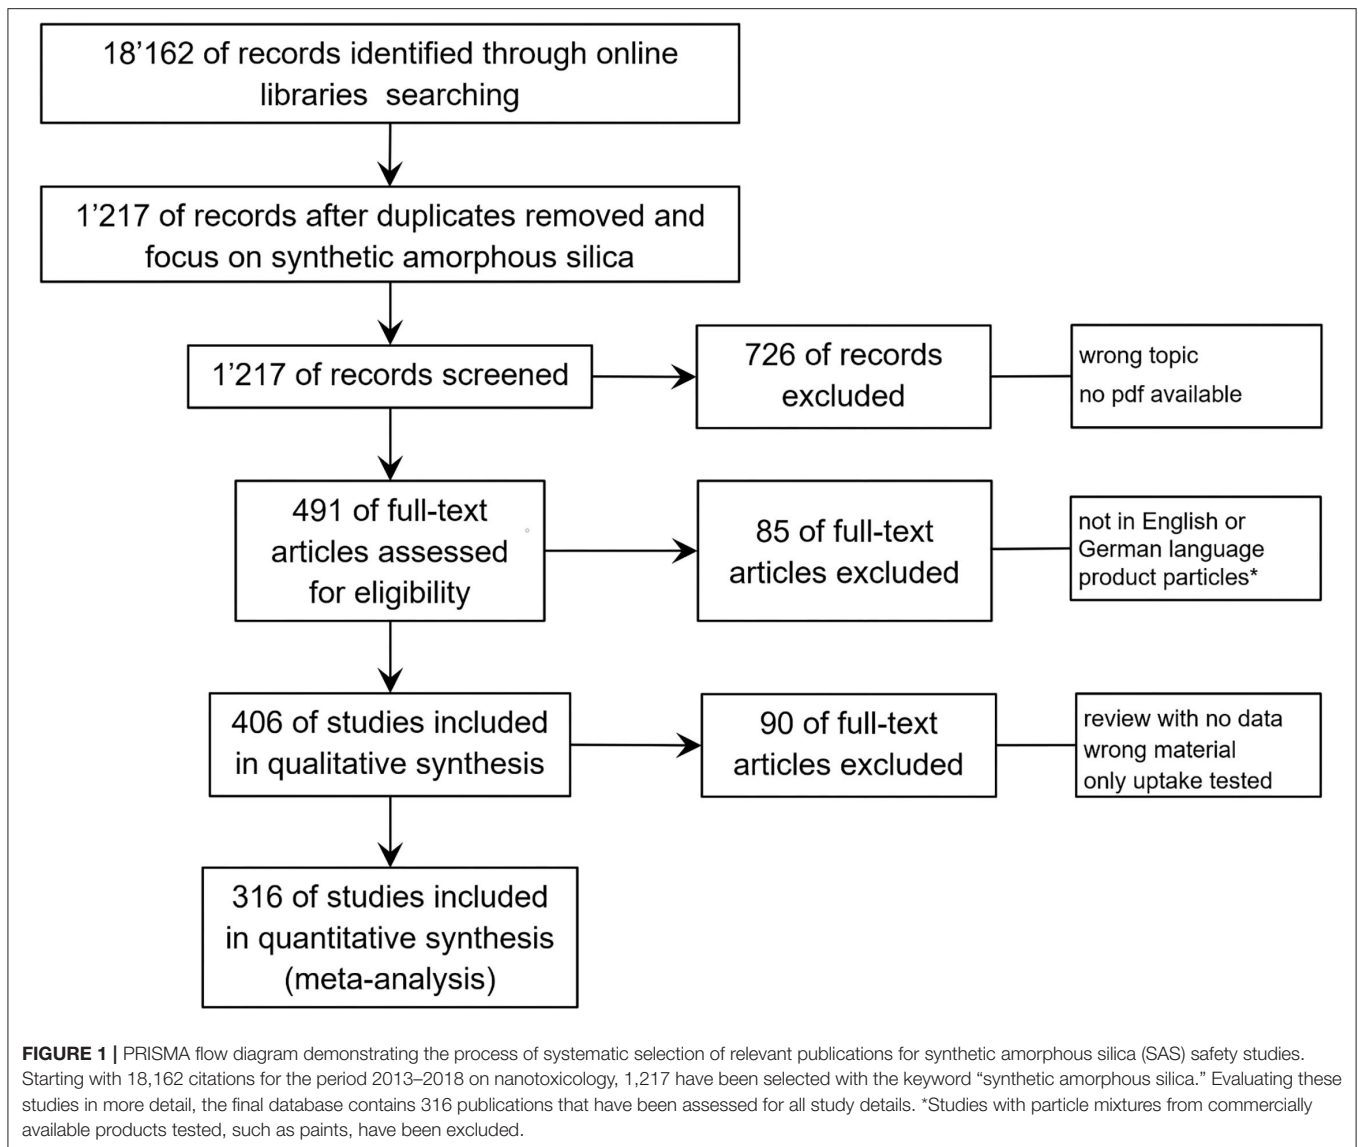 18'162 of records identified through online
libraries searching
1'217 of records after duplicates removed and
focus on synthetic amorphous silica
1'217 of records screened
726 of records
excluded
wrong topic
no pdf available
491 of full-text
articles assessed
for eligibility
85 of full-text
articles excluded
not in English or
German language
product particles*
406 of studies included
in qualitative synthesis
90 of full-text
articles excluded
review with no data
wrong material
only uptake tested
316 of studies included
in quantitative synthesis
(meta-analysis)
FIGURE 1 | PRISMA flow diagram demonstrating the process of systematic selection of relevant publications for synthetic amorphous silica (SAS) safety studies.
Starting with 18,162 citations for the period 2013–2018 on nanotoxicology, 1,217 have been selected with the keyword “synthetic amorphous silica.” Evaluating these
studies in more detail, the final database contains 316 publications that have been assessed for all study details. *Studies with particle mixtures from commercially
available products tested, such as paints, have been excluded.